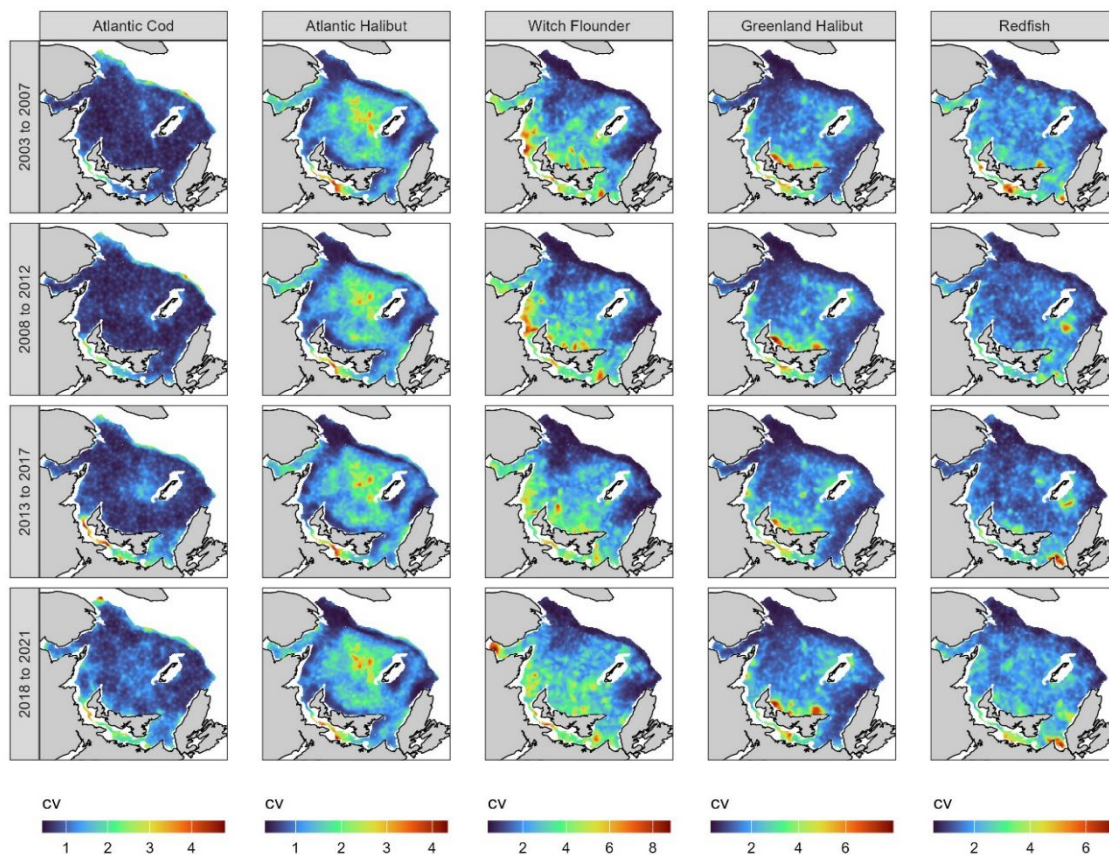 Atlantic Cod
Atlantic Halibut
Witch Flounder
Greenland Halibut
Redfish
2003 to 2007
2008 to 2012
2013 to 2017
2018 to 2021
cv
1 2 3 4
cv
1 2 3 4
cv
2 4 6 8
cv
2 4 6
cv
2 4 6